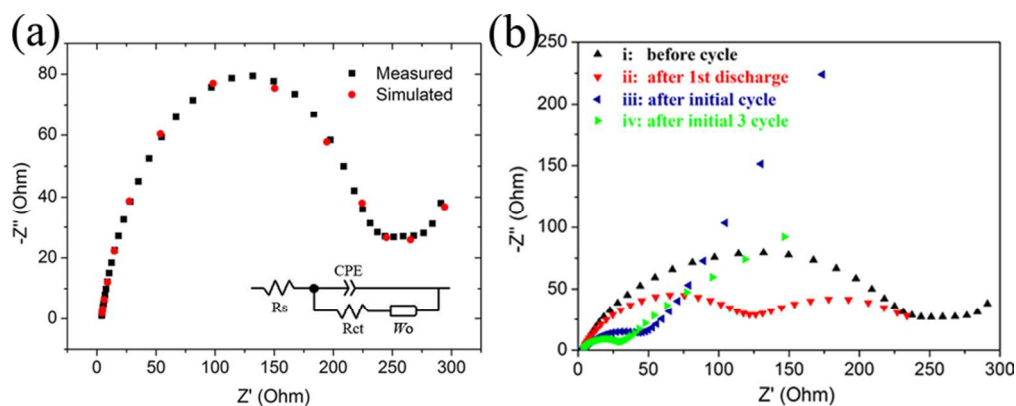 (a)
80
60
40
20
0
-Z'' (Ohm)
Measured
Simulated
CPE
Rs
Rct
Wo
0 50 100 150 200 250 300
Z' (Ohm)
(b)
250
200
150
100
50
0
-Z'' (Ohm)
i: before cycle
ii: after 1st discharge
iii: after initial cycle
iv: after initial 3 cycle
0 50 100 150 200 250 300
Z' (Ohm)